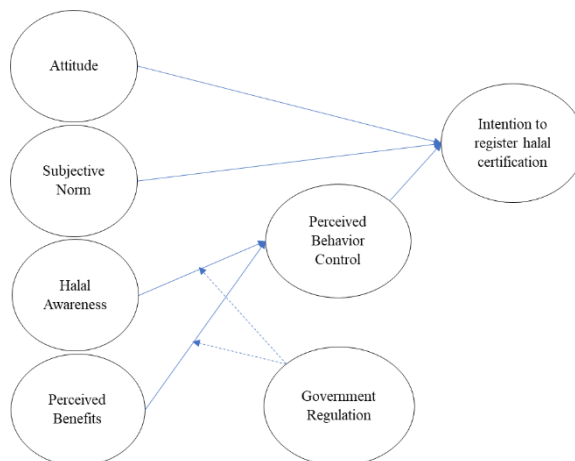 Attitude
Subjective
Norm
Halal
Awareness
Perceived
Benefits
Perceived
Behavior
Control
Government
Regulation
Intention to
register halal
certification